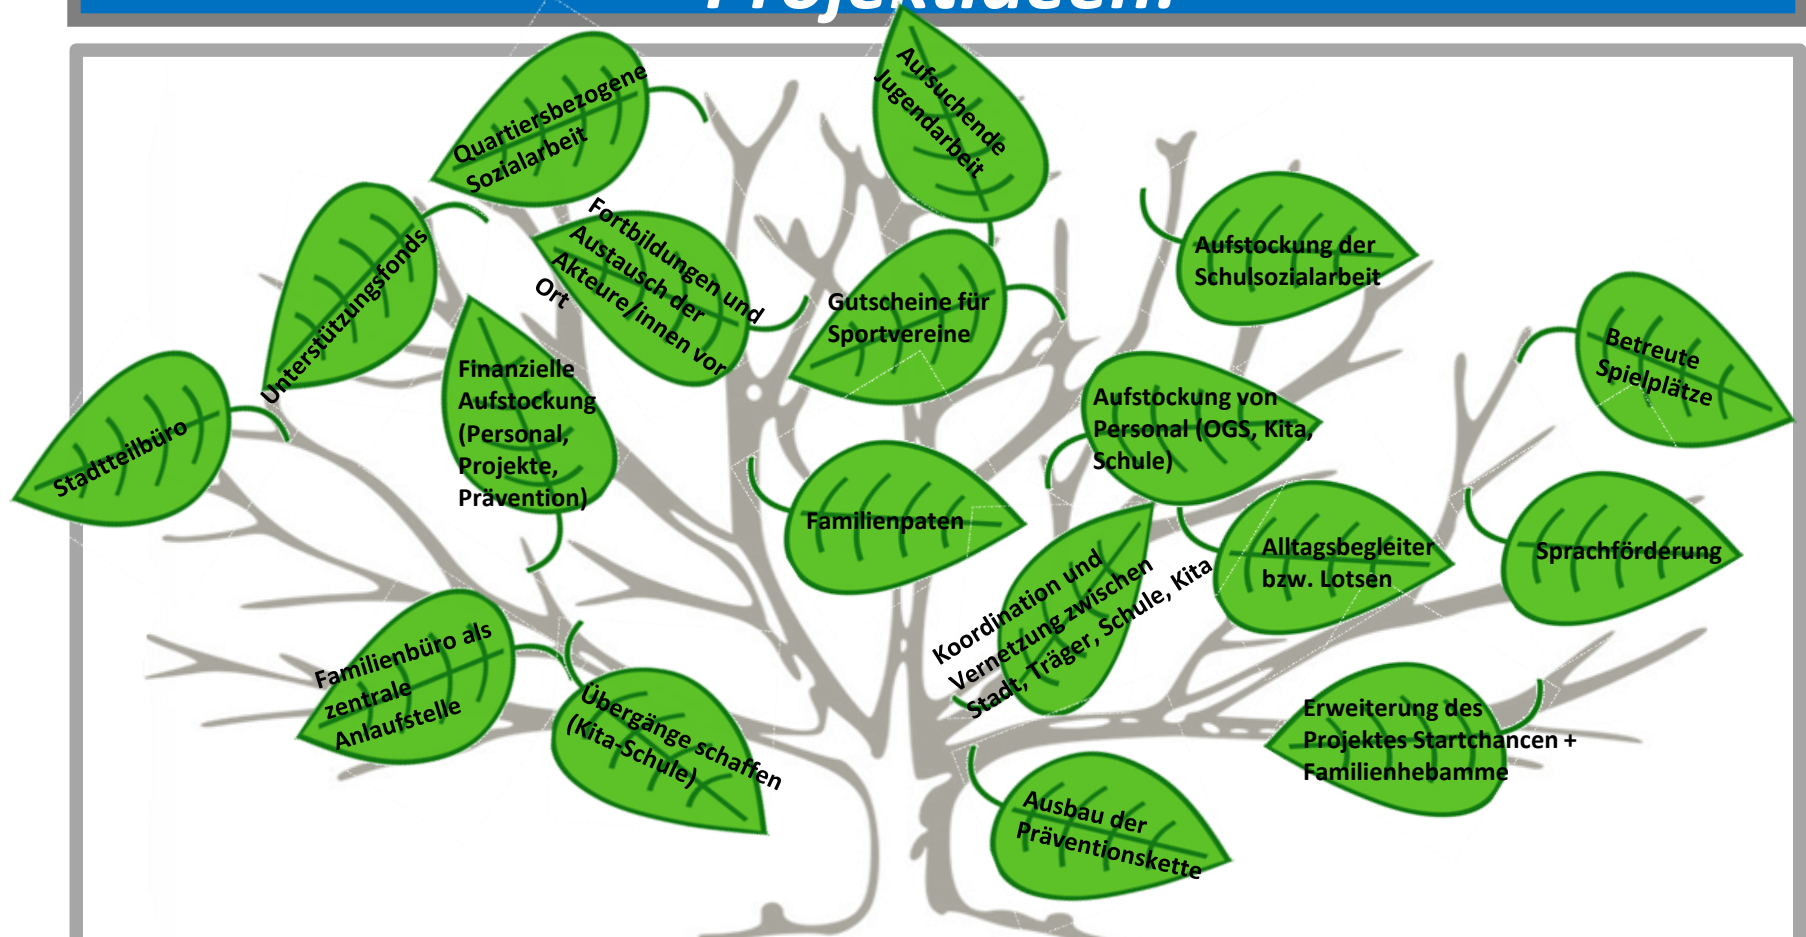 Projektideen:
Quartiersbezogene
Sozialarbeit
Aufsuchende
Jugendarbeit
Unterstützungsfonds
Fortbildungen und
Austausch der
Akteure/innen vor
Ort
Gutscheine für
Sportvereine
Aufstockung der
Schulsozialarbeit
Betreute
Spielplätze
Stadtteilbüro
Finanzielle
Aufstockung
(Personal,
Projekte,
Prävention)
Aufstockung von
Personal (OGS, Kita,
Schule)
Familienpaten
Alltagsbegleiter
bzw. Lotsen
Sprachförderung
Koordination und
Vernetzung zwischen
Stadt, Träger, Schule, Kita
Familienbüro als
zentrale
Anlaufstelle
Übergänge schaffen
(Kita-Schule)
Erweiterung des
Projektes Startchancen +
Familienhebamme
Ausbau der
Präventionskette